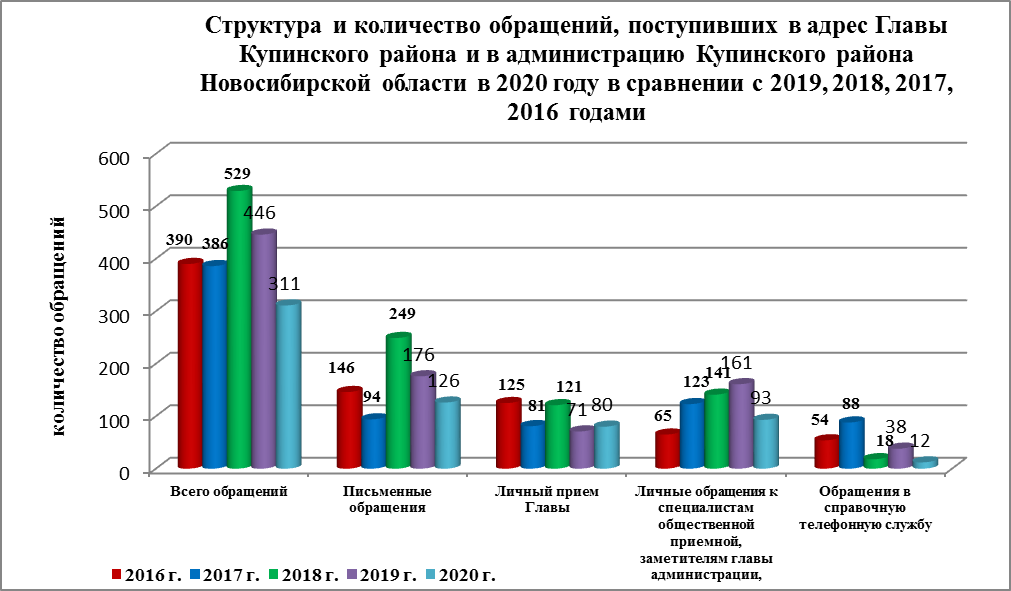 Структура и количество обращений, поступивших в адрес Главы
Купинского района и в администрацию Купинского района
Новосибирской области в 2020 году в сравнении с 2019, 2018, 2017,
2016 годами
количество обращений
600
500
400
300
200
100
0
390
386
529
446
311
146
94
249
176
126
125
81
121
71
80
65
123
141
161
93
54
88
18
38
12
Всего обращений
Письменные
обращения
Личный прием
Главы
Личные обращения к
специалистам
общественной
приемной,
заметителям главы
администрации,
Обращения в
справочную
телефонную службу
2016 г.
2017 г.
2018 г.
2019 г.
2020 г.